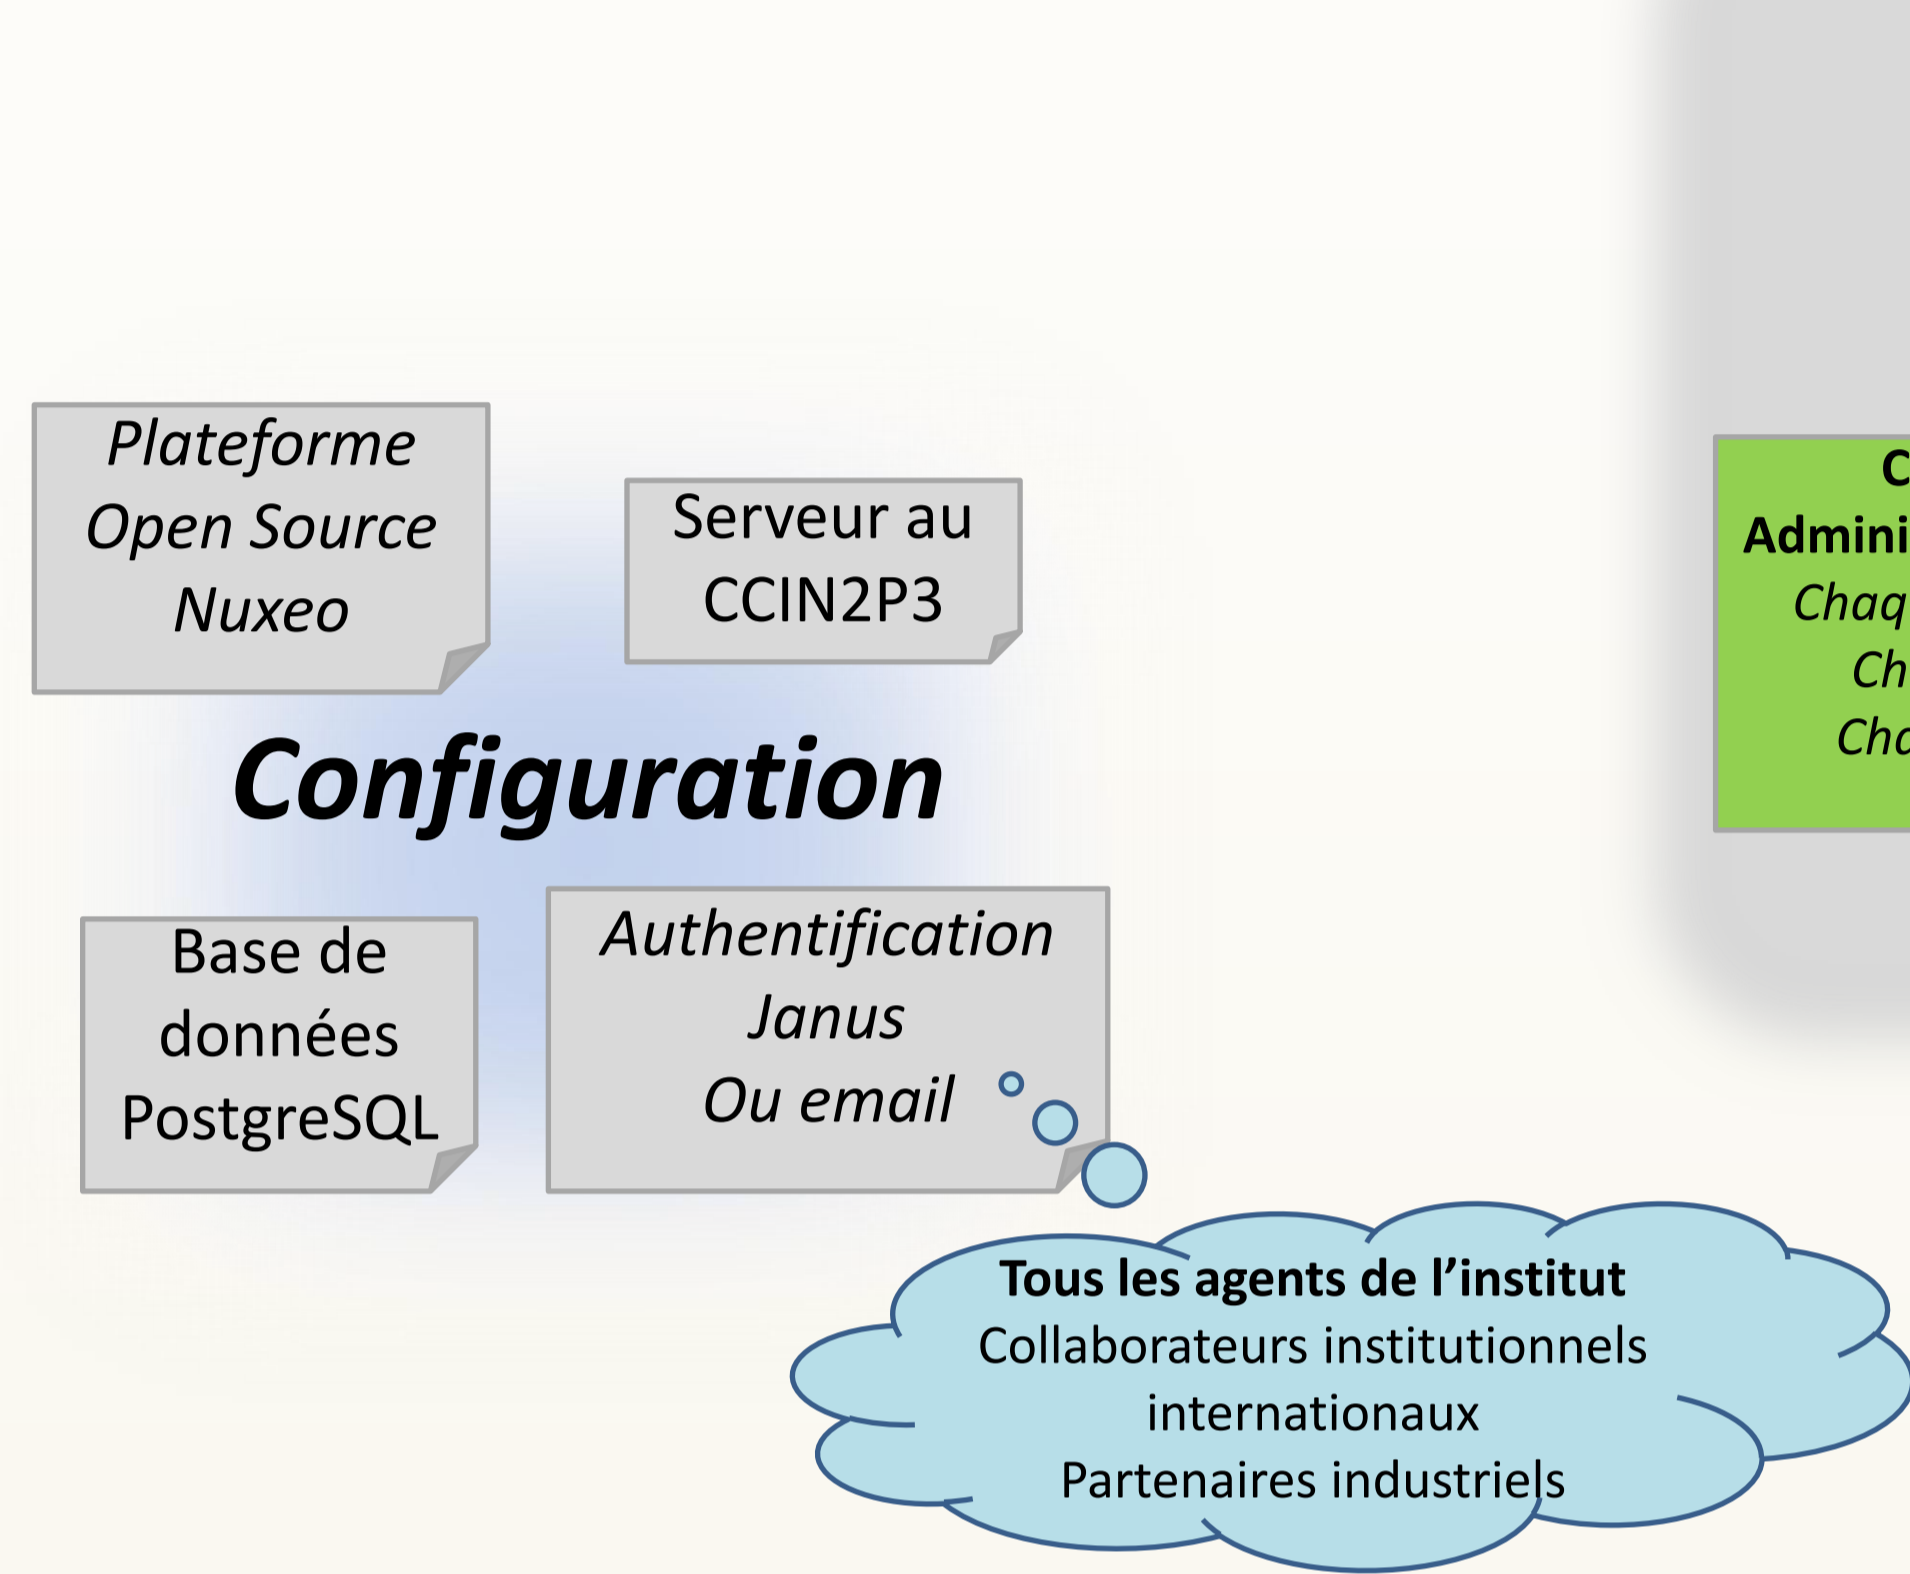 Plateforme
Open Source
Nuxeo
Serveur au
CCIN2P3
Configuration
Base de
données
PostgreSQL
Authentification
Janus
Ou email
Tous les agents de l’institut
Collaborateurs institutionnels
internationaux
Partenaires industriels